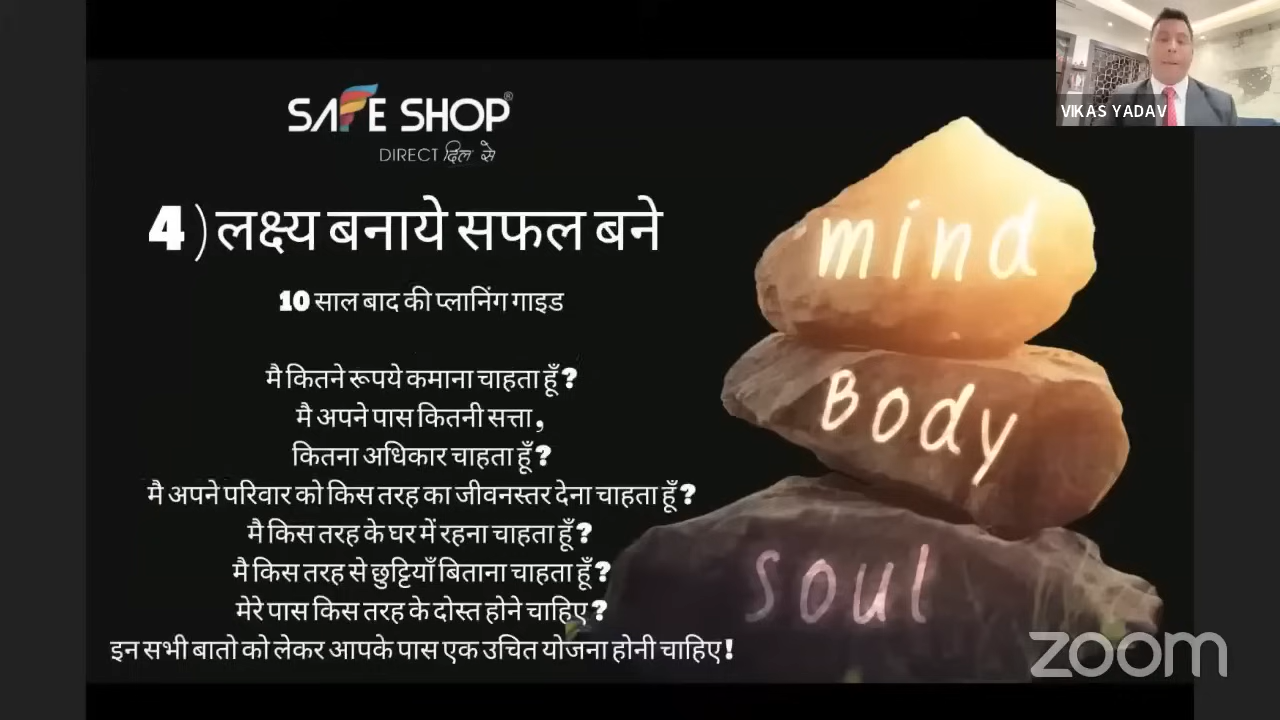 SAFE SHOP®
DIRECT दिल से
4) लक्ष्य बनाये सफल बने
10 साल बाद की प्लानिंग गाइड
मै कितने रूपये कमाना चाहता हूँ?
मै अपने पास कितनी सत्ता,
कितना अधिकार चाहता हूँ?
मै अपने परिवार को किस तरह का जीवनस्तर देना चाहता हूँ?
मै किस तरह के घर में रहना चाहता हूँ?
मै किस तरह से छुट्टियाँ बिताना चाहता हूँ?
मेरे पास किस तरह के दोस्त होने चाहिए?
इन सभी बातो को लेकर आपके पास एक उचित योजना होनी चाहिए!
mind
Body
soul
VIKAS YADAV
zoom